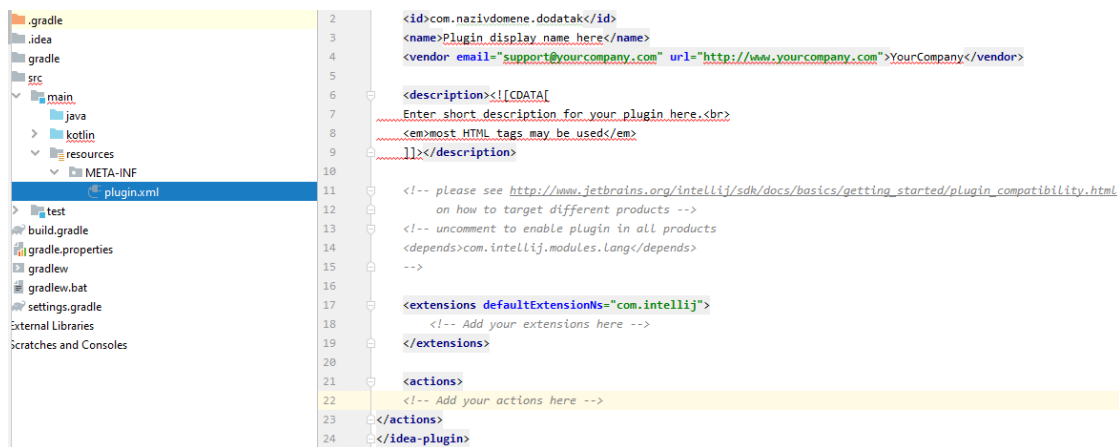 .gradle
.idea
gradle
src
main
java
kotlin
resources
META-INF
plugin.xml
test
build.gradle
gradle.properties
gradlew
gradlew.bat
settings.gradle
External Libraries
Scratches and Consoles
2 <id>com.nazivdomene.dodatak</id>
3 <name>Plugin display name here</name>
4 <vendor email="support@yourcompany.com" url="http://www.yourcompany.com">YourCompany</vendor>
5
6 <description><![CDATA[
7 Enter short description for your plugin here.<br>
8 <em>most HTML tags may be used</em>
9 ]]></description>
10
11 <!-- please see http://www.jetbrains.org/intellij/sdk/docs/basics/getting_started/plugin_compatibility.html
12 on how to target different products -->
13 <!-- uncomment to enable plugin in all products
14 <depends>com.intellij.modules.lang</depends>
15 -->
16
17 <extensions defaultExtensionNs="com.intellij">
18 <!-- Add your extensions here -->
19 </extensions>
20
21 <actions>
22 <!-- Add your actions here -->
23 </actions>
24 </idea-plugin>